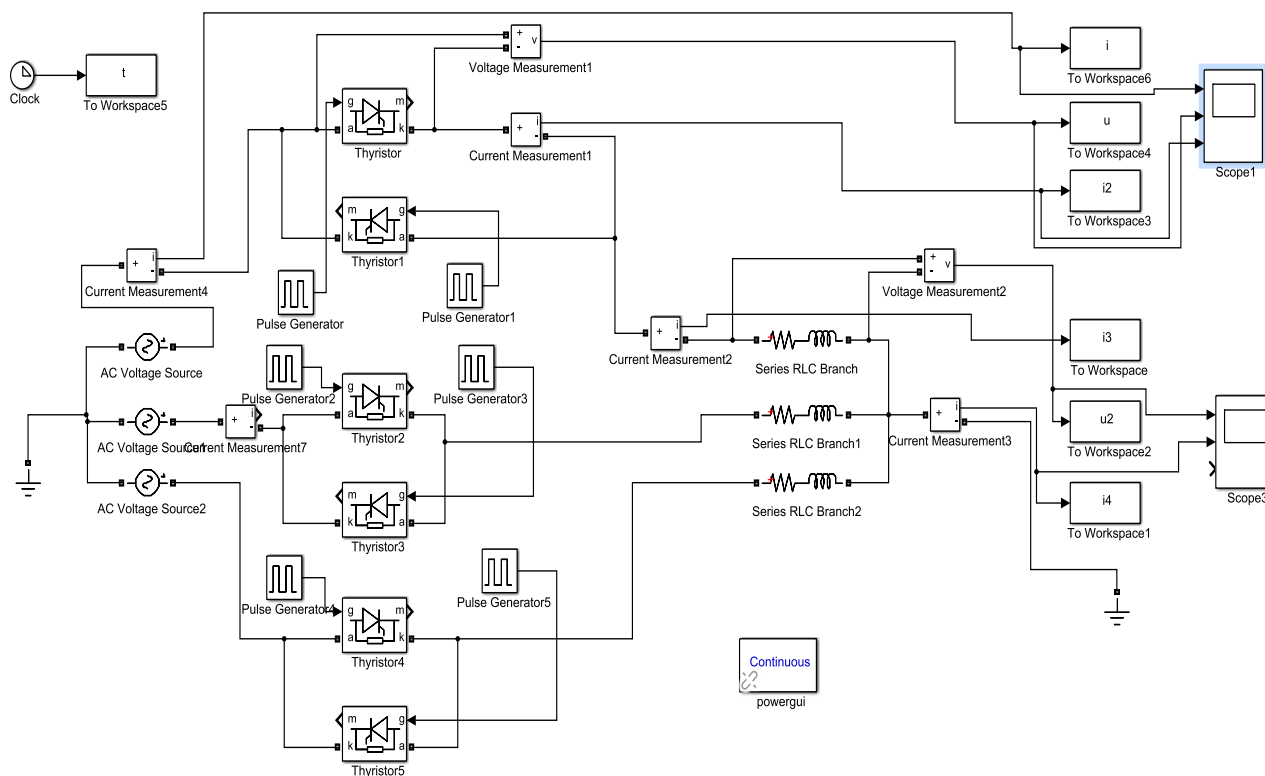 i
To Workspace6
+
-
v
Voltage Measurement1
t
To Workspace5
Clock
g
m
a
k
Thyristor
+
i
-
Current Measurement1
u
To Workspace4
Scope1
i2
To Workspace3
m
g
k
a
Thyristor1
+
i
-
Current Measurement4
Pulse Generator
Pulse Generator1
+
-
v
Voltage Measurement2
+
i
-
Current Measurement2
Series RLC Branch
i3
To Workspace
AC Voltage Source
Pulse Generator2
Pulse Generator3
g
m
a
k
Thyristor2
+
i
-
AC Voltage Source1
Current Measurement7
Series RLC Branch1
+
i
-
Current Measurement3
u2
To Workspace2
Scope3
AC Voltage Source2
m
g
k
a
Thyristor3
Series RLC Branch2
i4
To Workspace1
Pulse Generator4
Pulse Generator5
g
m
a
k
Thyristor4
Continuous
powergui
m
g
k
a
Thyristor5